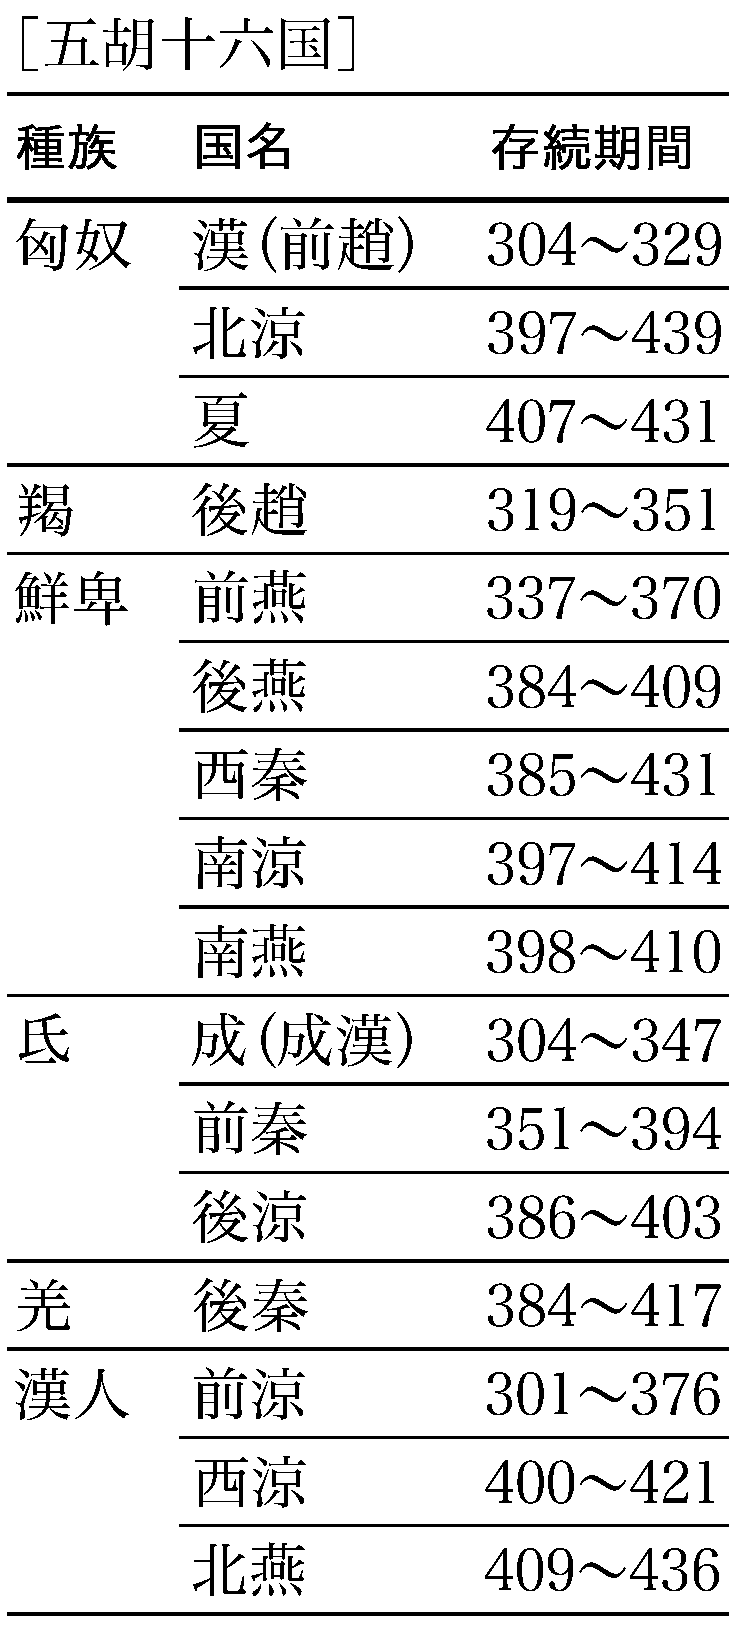 ［五胡十六国］
種族 国名 存続期間
匈奴 漢（前趙） 304～329
北涼 397～439
夏 407～431
羯 後趙 319～351
鮮卑 前燕 337～370
後燕 384～409
西秦 385～431
南涼 397～414
南燕 398～410
氐 成（成漢） 304～347
前秦 351～394
後涼 386～403
羌 後秦 384～417
漢人 前涼 301～376
西涼 400～421
北燕 409～436